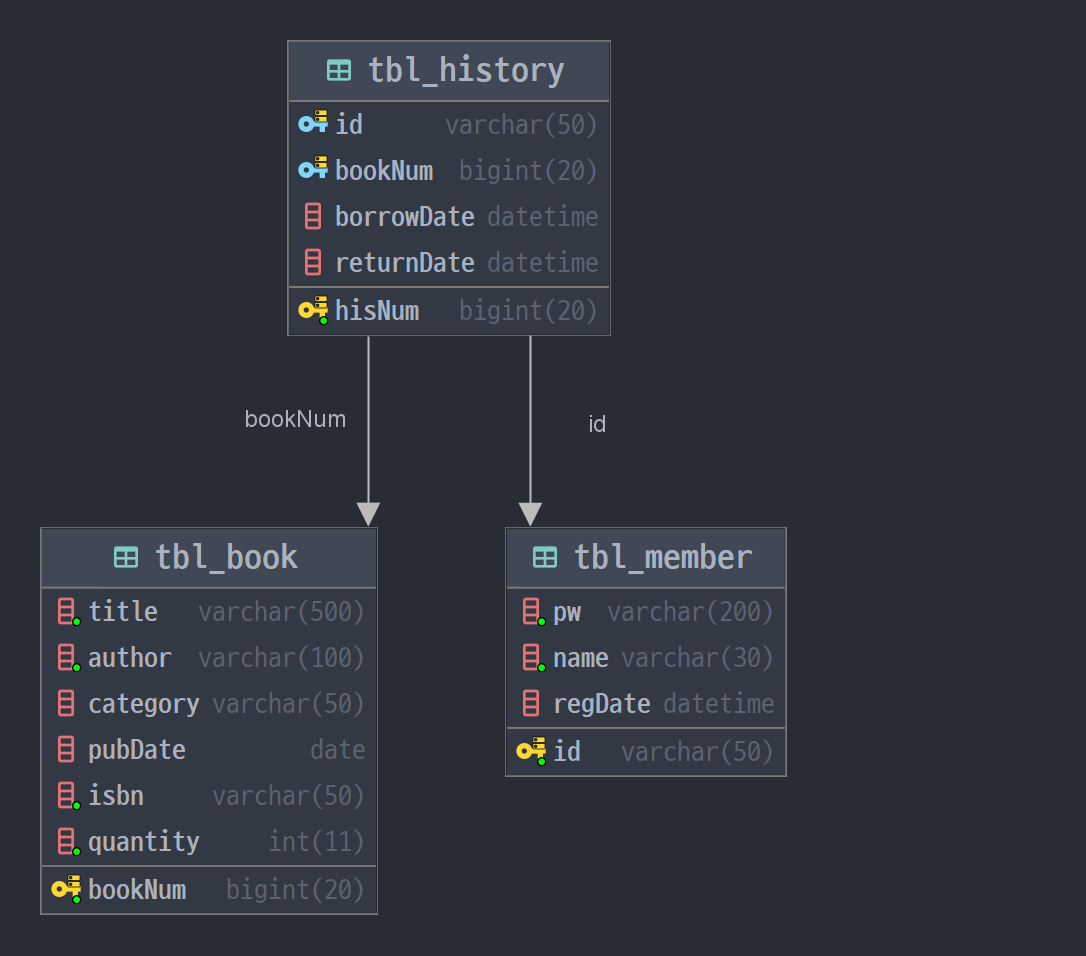 tbl_history
id varchar(50)
bookNum bigint(20)
borrowDate datetime
returnDate datetime
hisNum bigint(20)
bookNum
id
tbl_book
title varchar(500)
author varchar(100)
category varchar(50)
pubDate date
isbn varchar(50)
quantity int(11)
bookNum bigint(20)
tbl_member
pw varchar(200)
name varchar(30)
regDate datetime
id varchar(50)